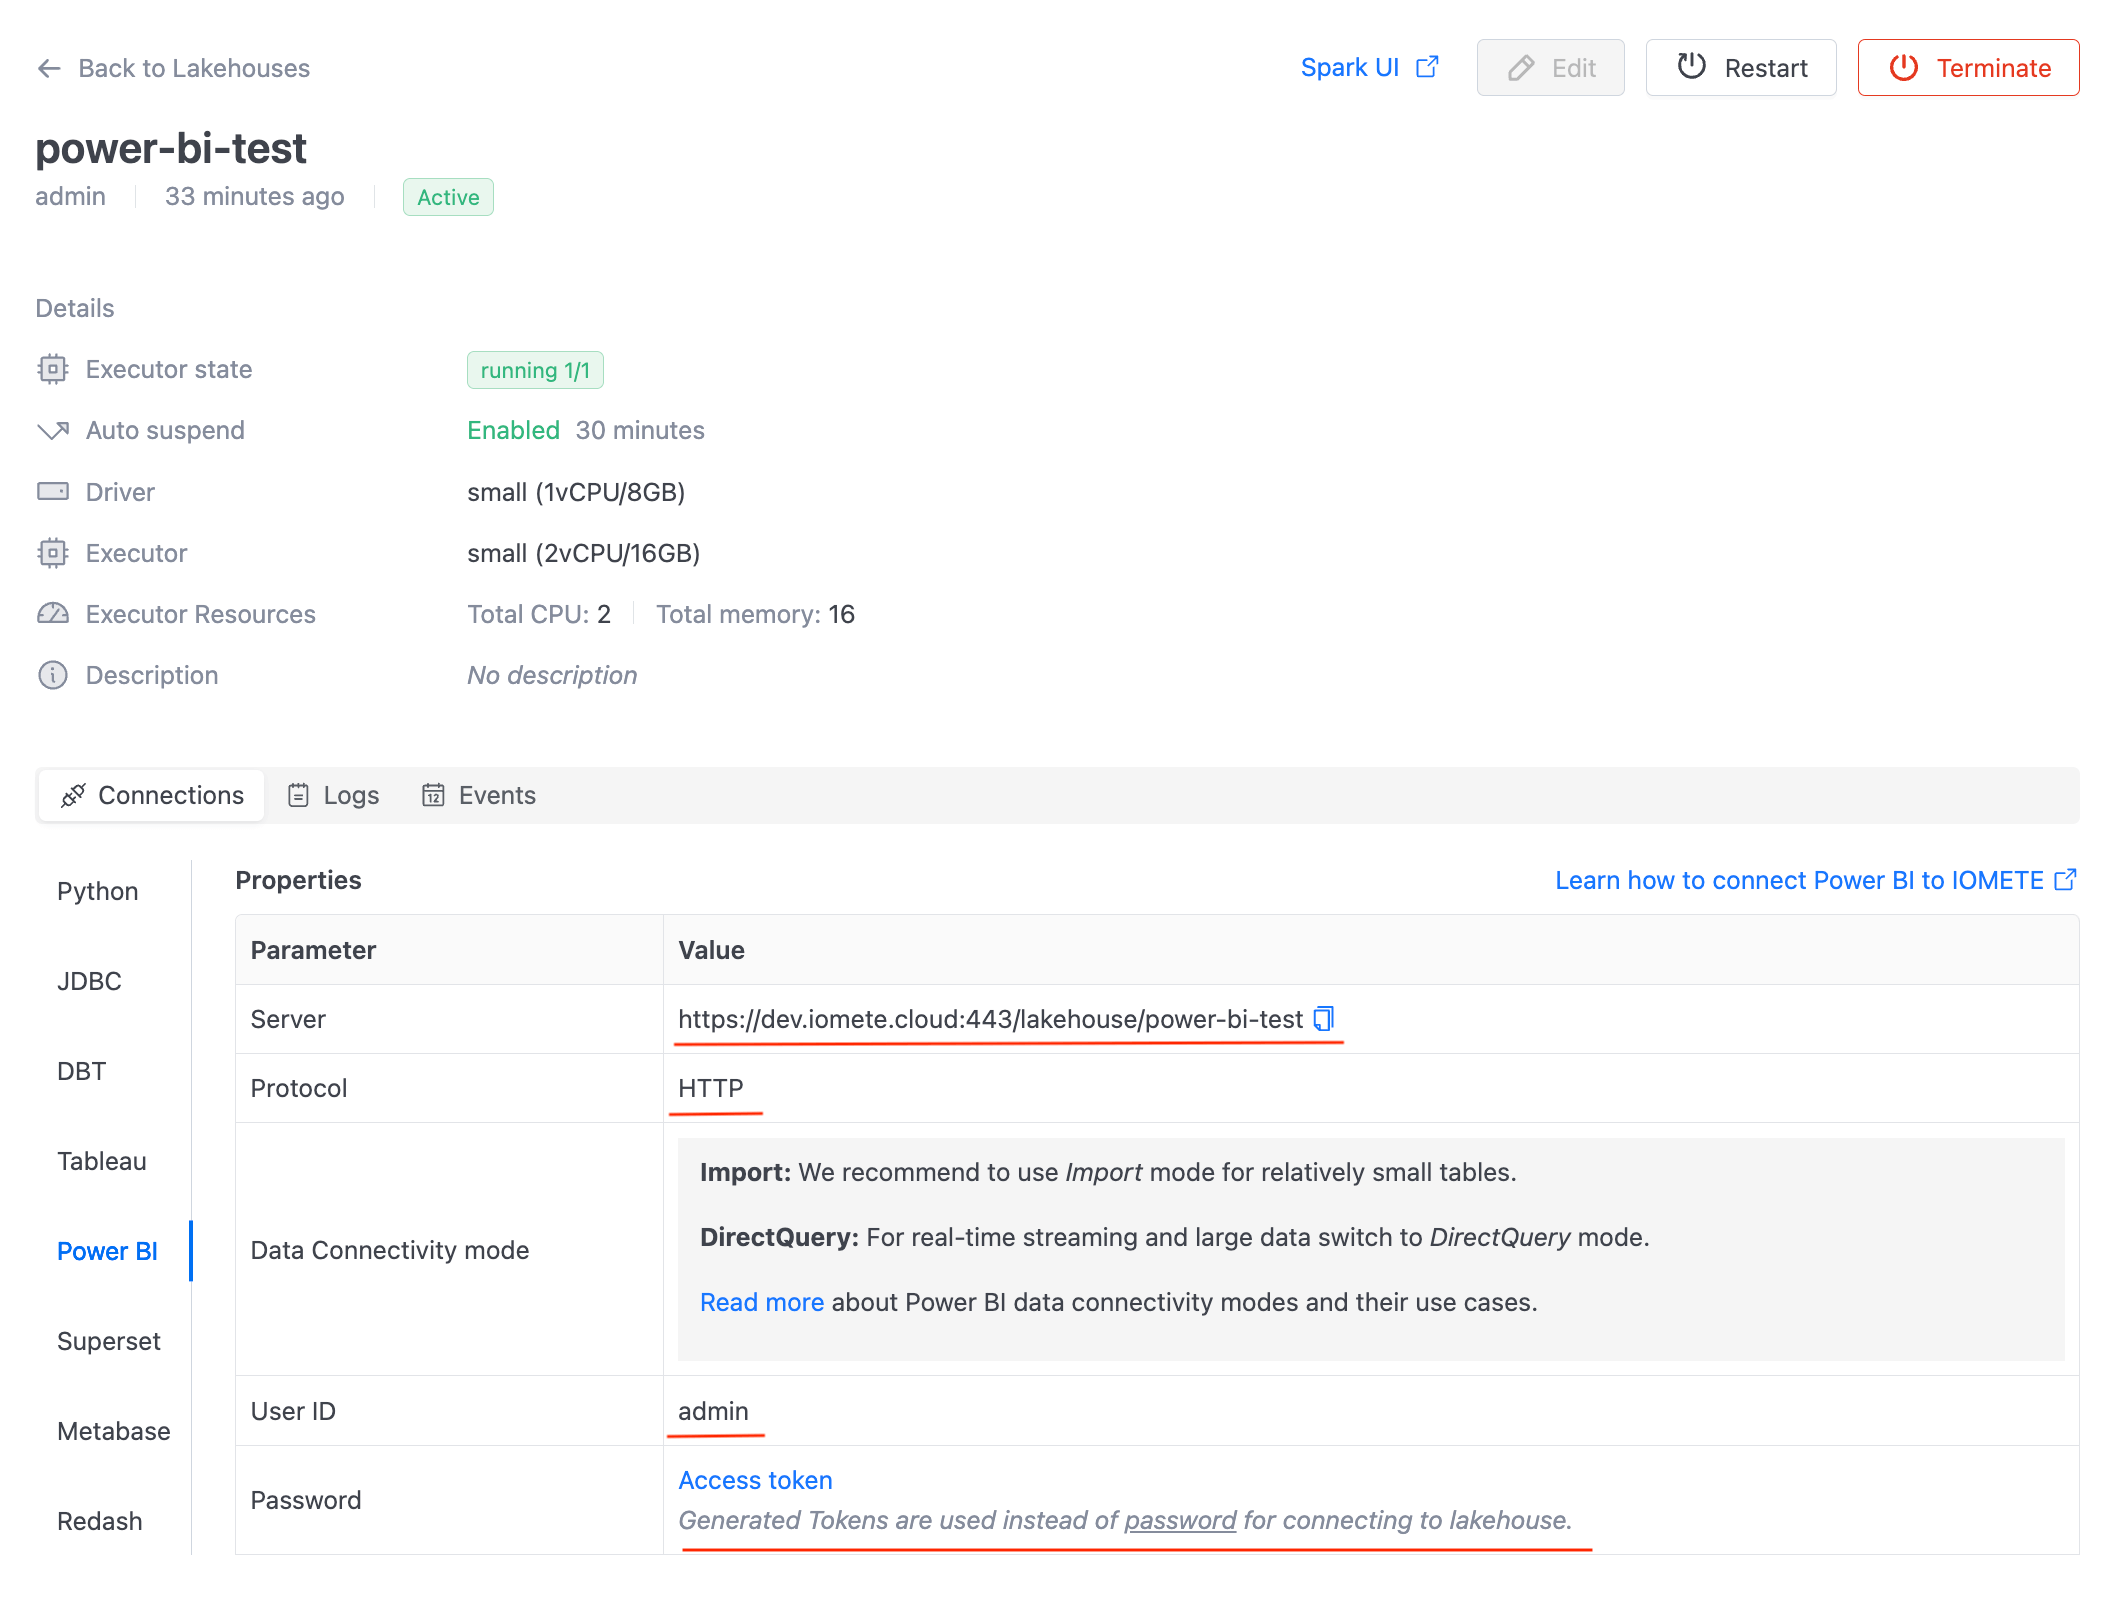 Back to Lakehouses
Spark UI
Edit
Restart
Terminate
power-bi-test
admin 33 minutes ago Active
Details
Executor state running 1/1
Auto suspend Enabled 30 minutes
Driver small (1vCPU/8GB)
Executor small (2vCPU/16GB)
Executor Resources Total CPU: 2 Total memory: 16
Description No description
Connections Logs 12 Events
Python
JDBC
DBT
Tableau
Power BI
Superset
Metabase
Redash
Properties Learn how to connect Power BI to IOMETE
Parameter Value
Server https://dev.iomete.cloud:443/lakehouse/power-bi-test
Protocol HTTP
Data Connectivity mode
Import: We recommend to use Import mode for relatively small tables.
DirectQuery: For real-time streaming and large data switch to DirectQuery mode.
Read more about Power BI data connectivity modes and their use cases.
User ID admin
Password
Access token
Generated Tokens are used instead of password for connecting to lakehouse.